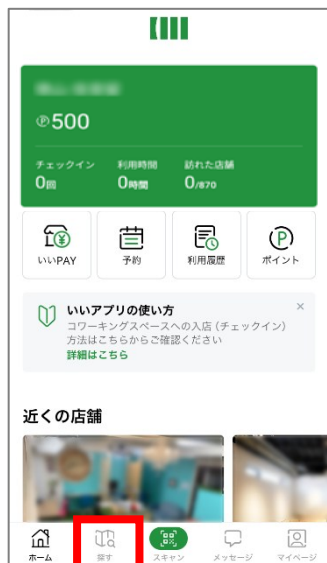 Ⓟ500
チェックイン 利用時間 訪れた店舗
0回 0時間 0/870
いいPAY 予約 利用履歴 ポイント
いいアプリの使い方 ×
コワーキングスペースへの入店（チェックイン）
方法はこちらからご確認ください
詳細はこちら
近くの店舗
ホーム 探す スキャン メッセージ マイページ